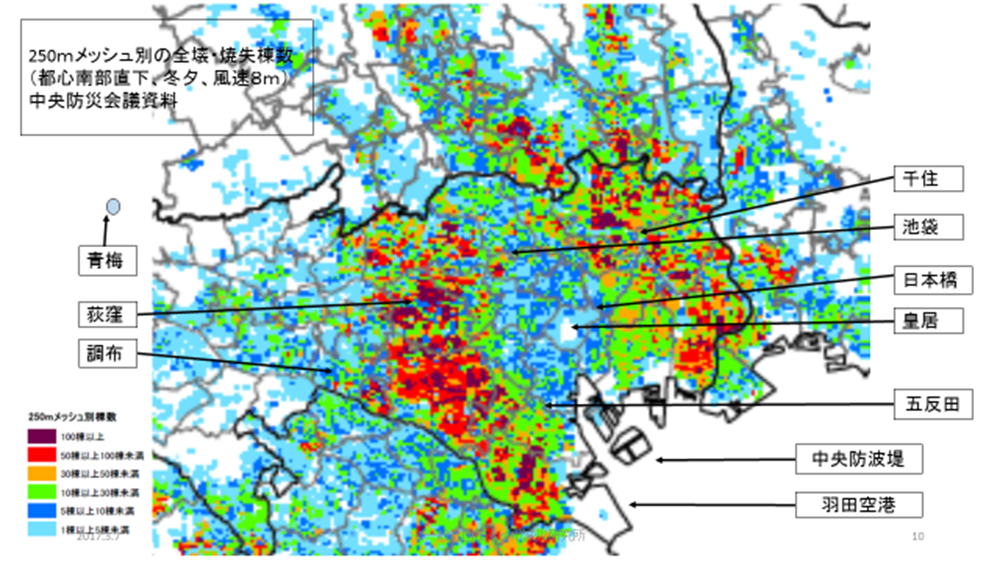 250mメッシュ別の全壊・焼失棟数
（都心南部直下、冬夕、風速8m）
中央防災会議資料
千住
池袋
日本橋
皇居
五反田
中央防波堤
羽田空港
青梅
荻窪
調布
250mメッシュ別棟数
100棟以上
50棟以上100棟未満
30棟以上50棟未満
10棟以上30棟未満
5棟以上10棟未満
1棟以上5棟未満
2017.5.7
10